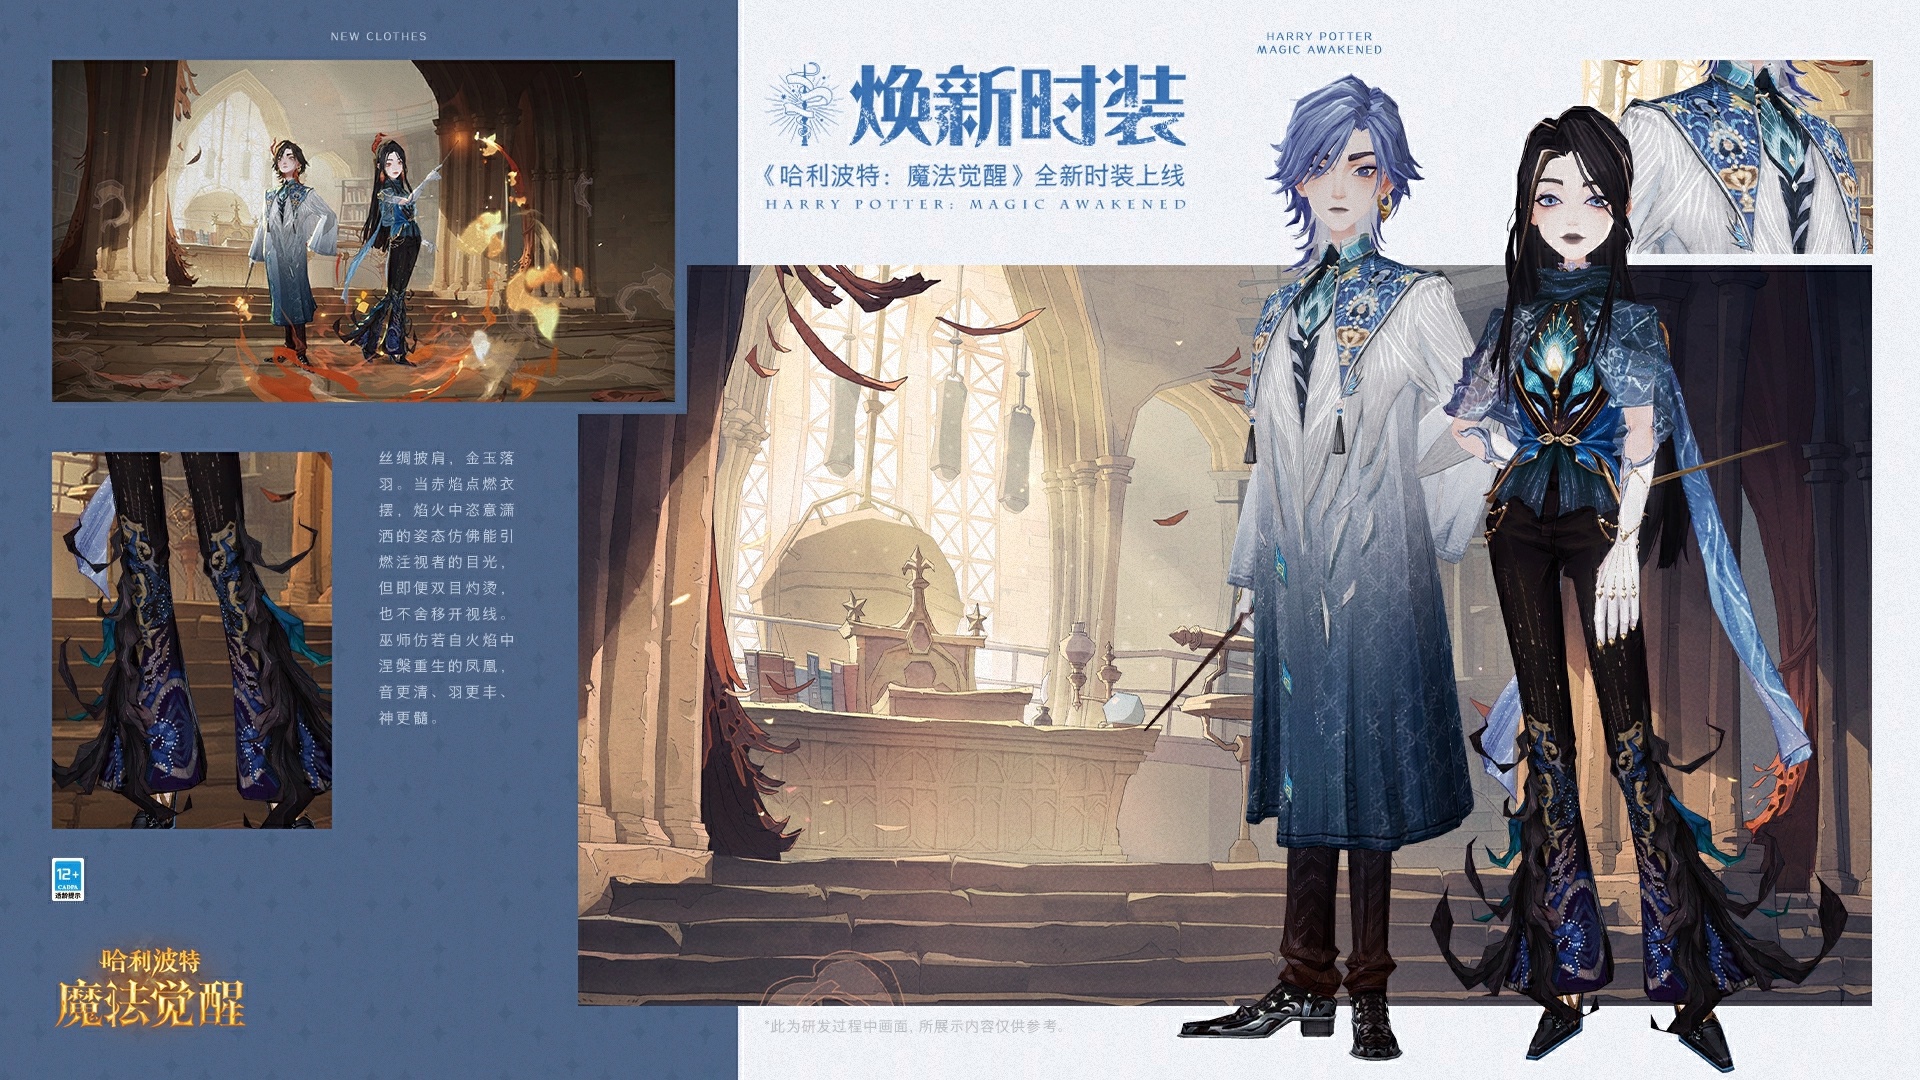 NEW CLOTHES
HARRY POTTER
MAGIC AWAKENED
焕新时装
《哈利波特：魔法觉醒》全新时装上线
HARRY POTTER: MAGIC AWAKENED
丝绸披肩，金玉落
羽。当赤焰点燃衣
摆，焰火中恣意潇
洒的姿态仿佛能引
燃注视者的目光，
但即便双目灼烫，
也不舍移开视线。
巫师仿若自火焰中
涅槃重生的凤凰，
音更清、羽更丰、
神更髓。
12+
CADPA
适龄提示
哈利波特
魔法觉醒
*此为研发过程中画面, 所展示内容仅供参考。